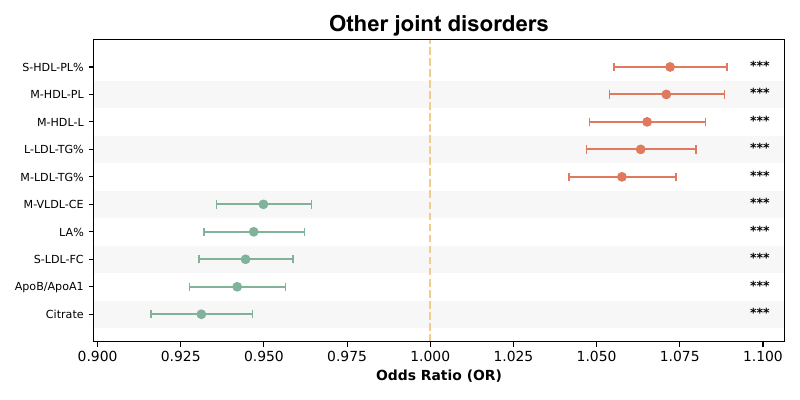 Other joint disorders
S-HDL-PL% ***
M-HDL-PL ***
M-HDL-L ***
L-LDL-TG% ***
M-LDL-TG% ***
M-VLDL-CE ***
LA% ***
S-LDL-FC ***
ApoB/ApoA1 ***
Citrate ***
0.900 0.925 0.950 0.975 1.000 1.025 1.050 1.075 1.100
Odds Ratio (OR)